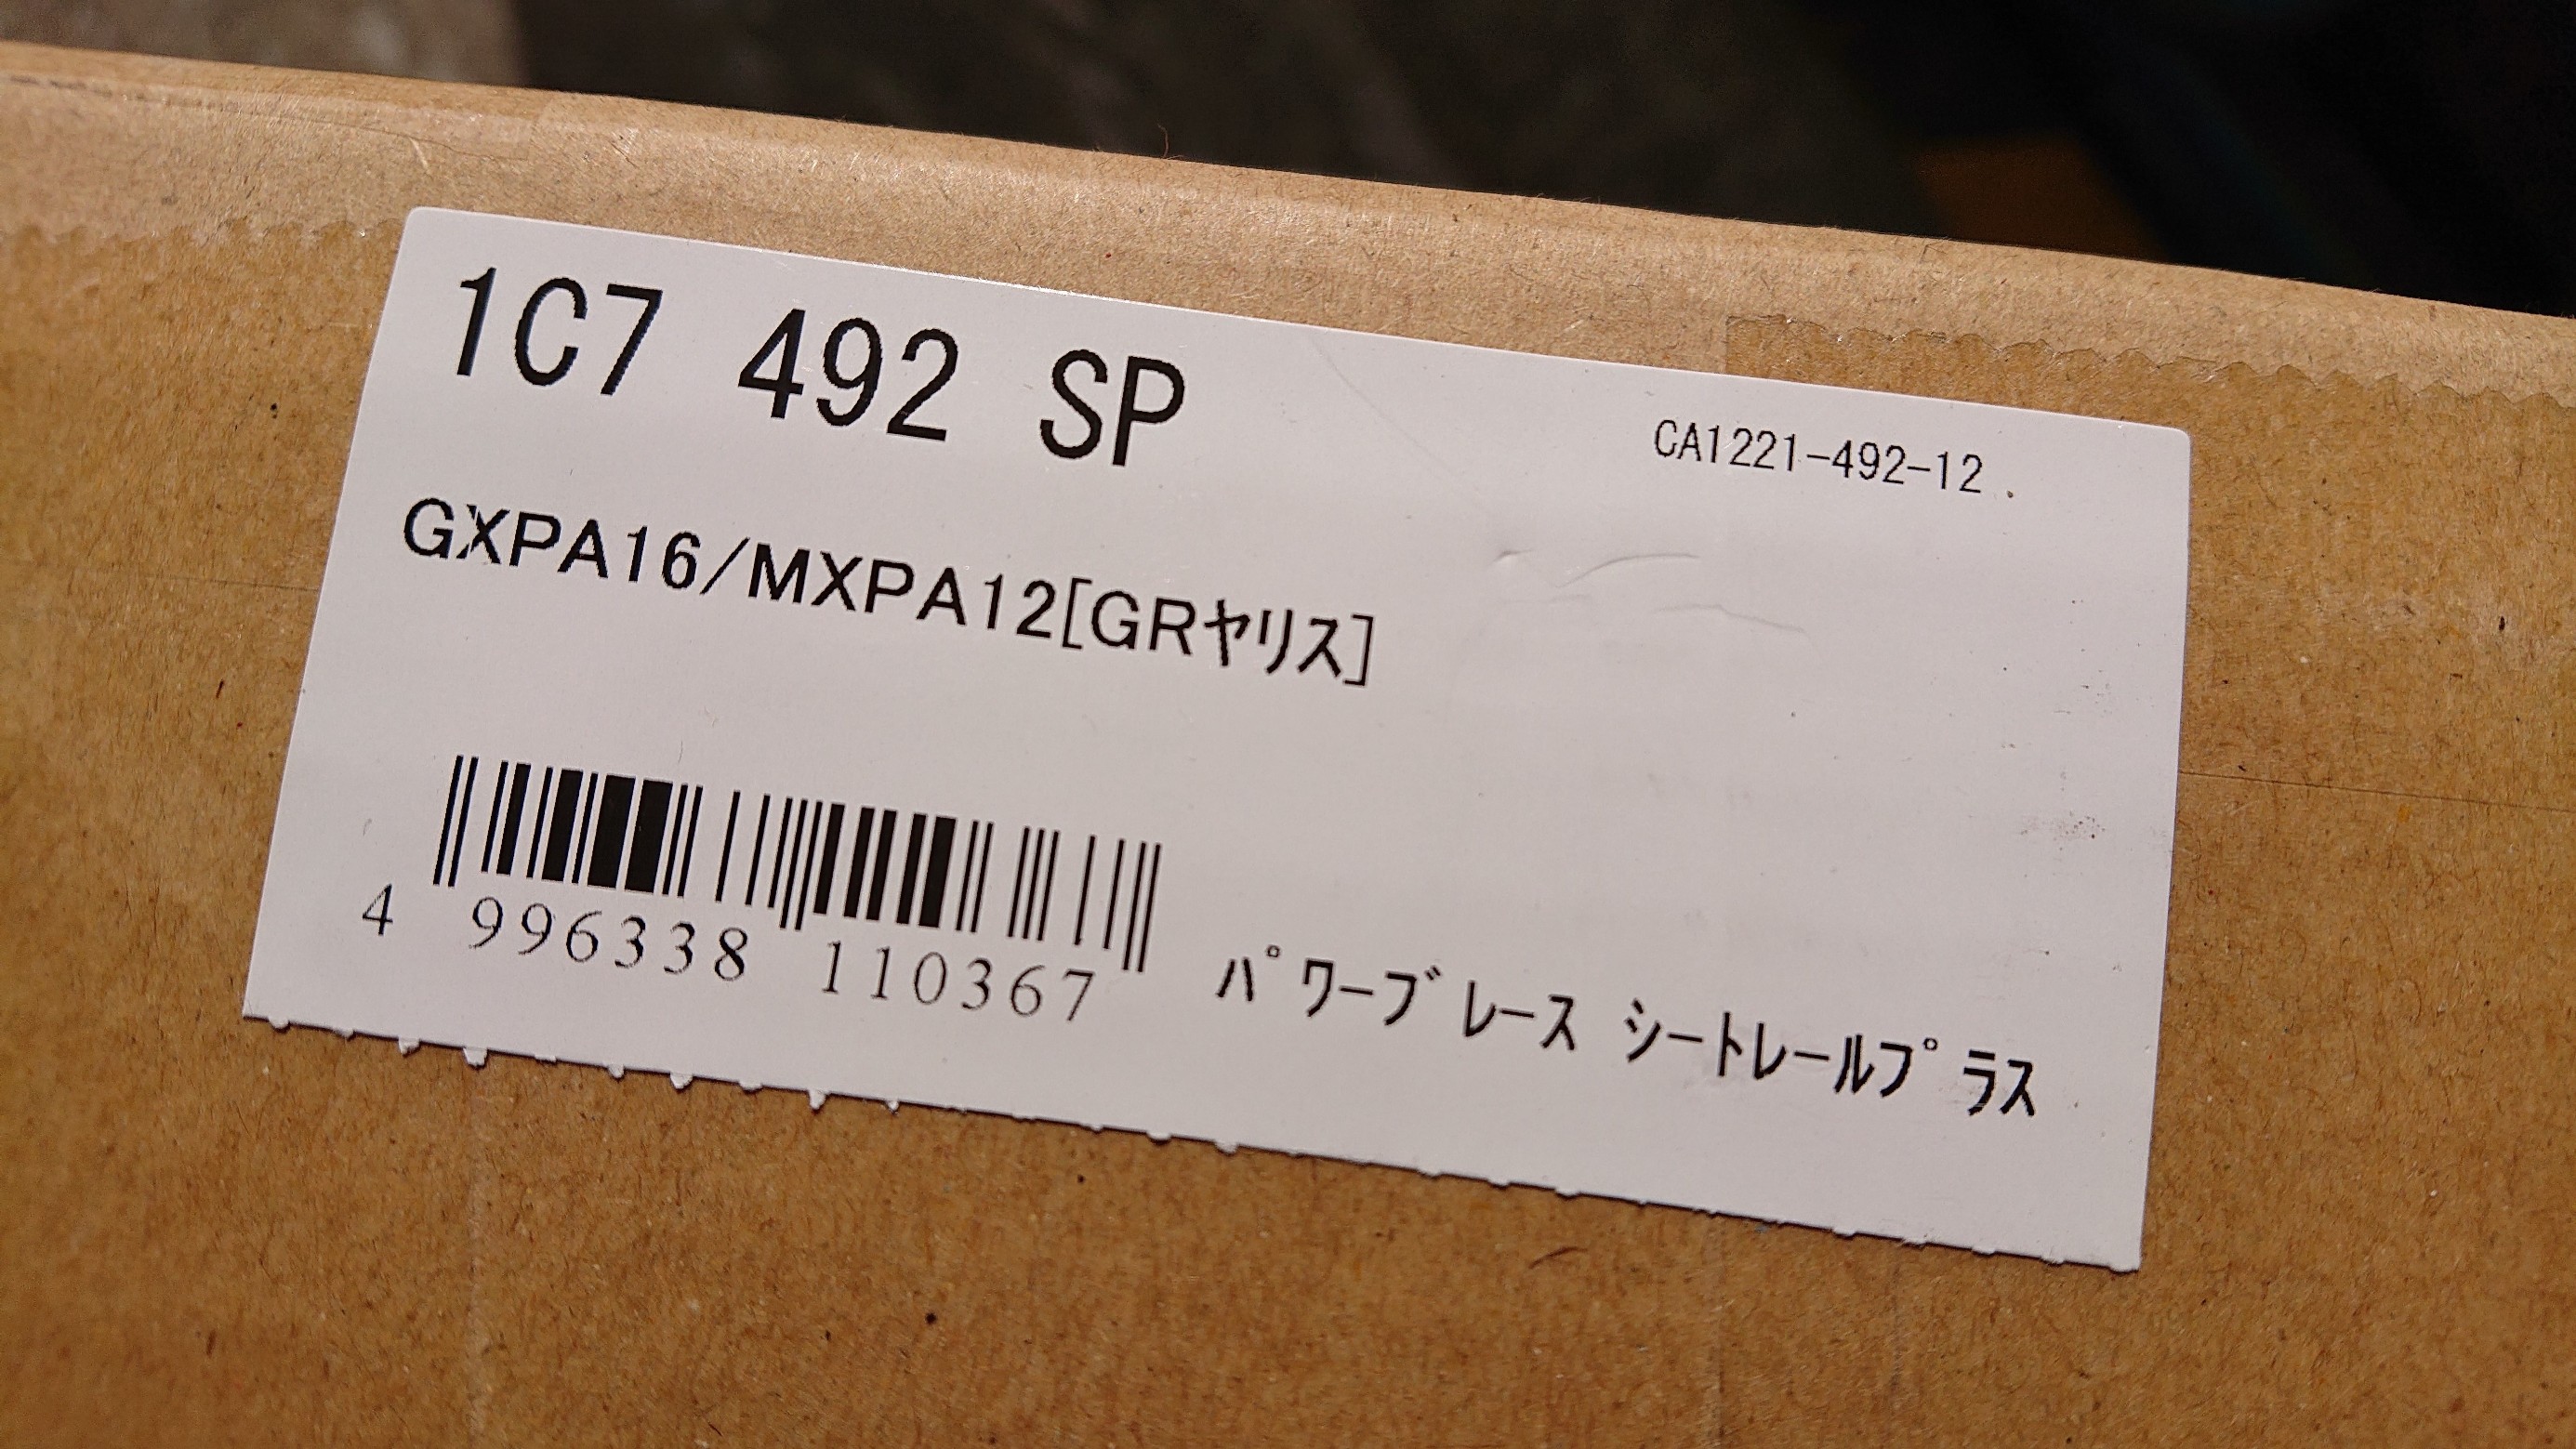 1C7 492 SP
CA1221-492-12
GXPA16/MXPA12[GRﾔﾘｽ]
4 996338 110367
ﾊﾟﾜｰﾌﾞﾚｰｽ ｼｰﾄﾚｰﾙﾌﾟﾗｽ